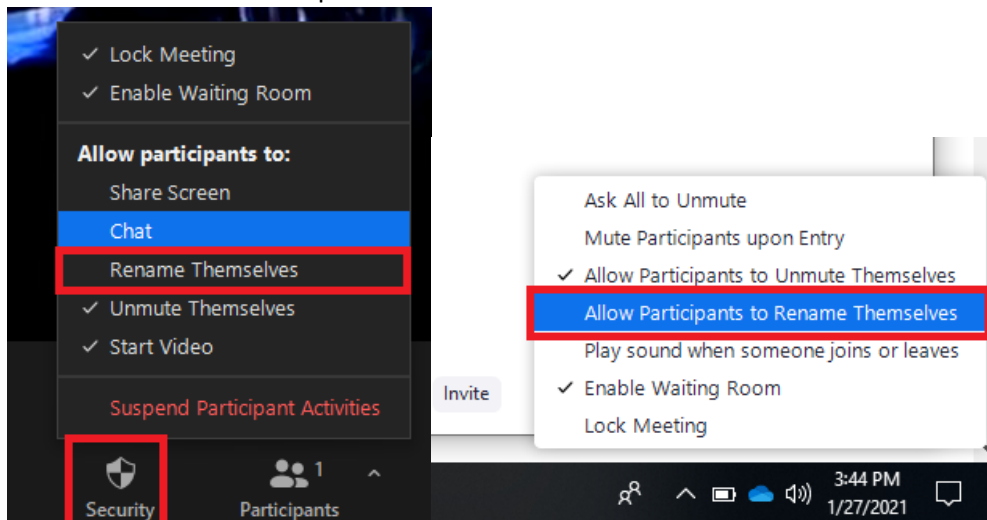 ✓ Lock Meeting
✓ Enable Waiting Room
Allow participants to:
Share Screen
Chat
Rename Themselves
✓ Unmute Themselves
✓ Start Video
Suspend Participant Activities
Security
1
Participants
Ask All to Unmute
Mute Participants upon Entry
✓ Allow Participants to Unmute Themselves
Allow Participants to Rename Themselves
Play sound when someone joins or leaves
✓ Enable Waiting Room
Lock Meeting
Invite
3:44 PM
1/27/2021